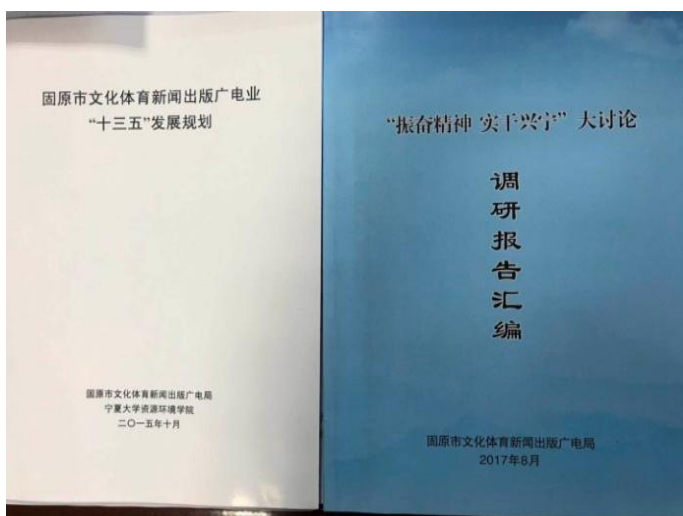 固原市文化体育新闻出版广电业
“十三五”发展规划
固原市文化体育新闻出版广电局
宁夏大学资源环境学院
二〇一五年十月
“振奋精神 实干兴宁”大讨论
调研报告汇编
固原市文化体育新闻出版广电局
2017年8月